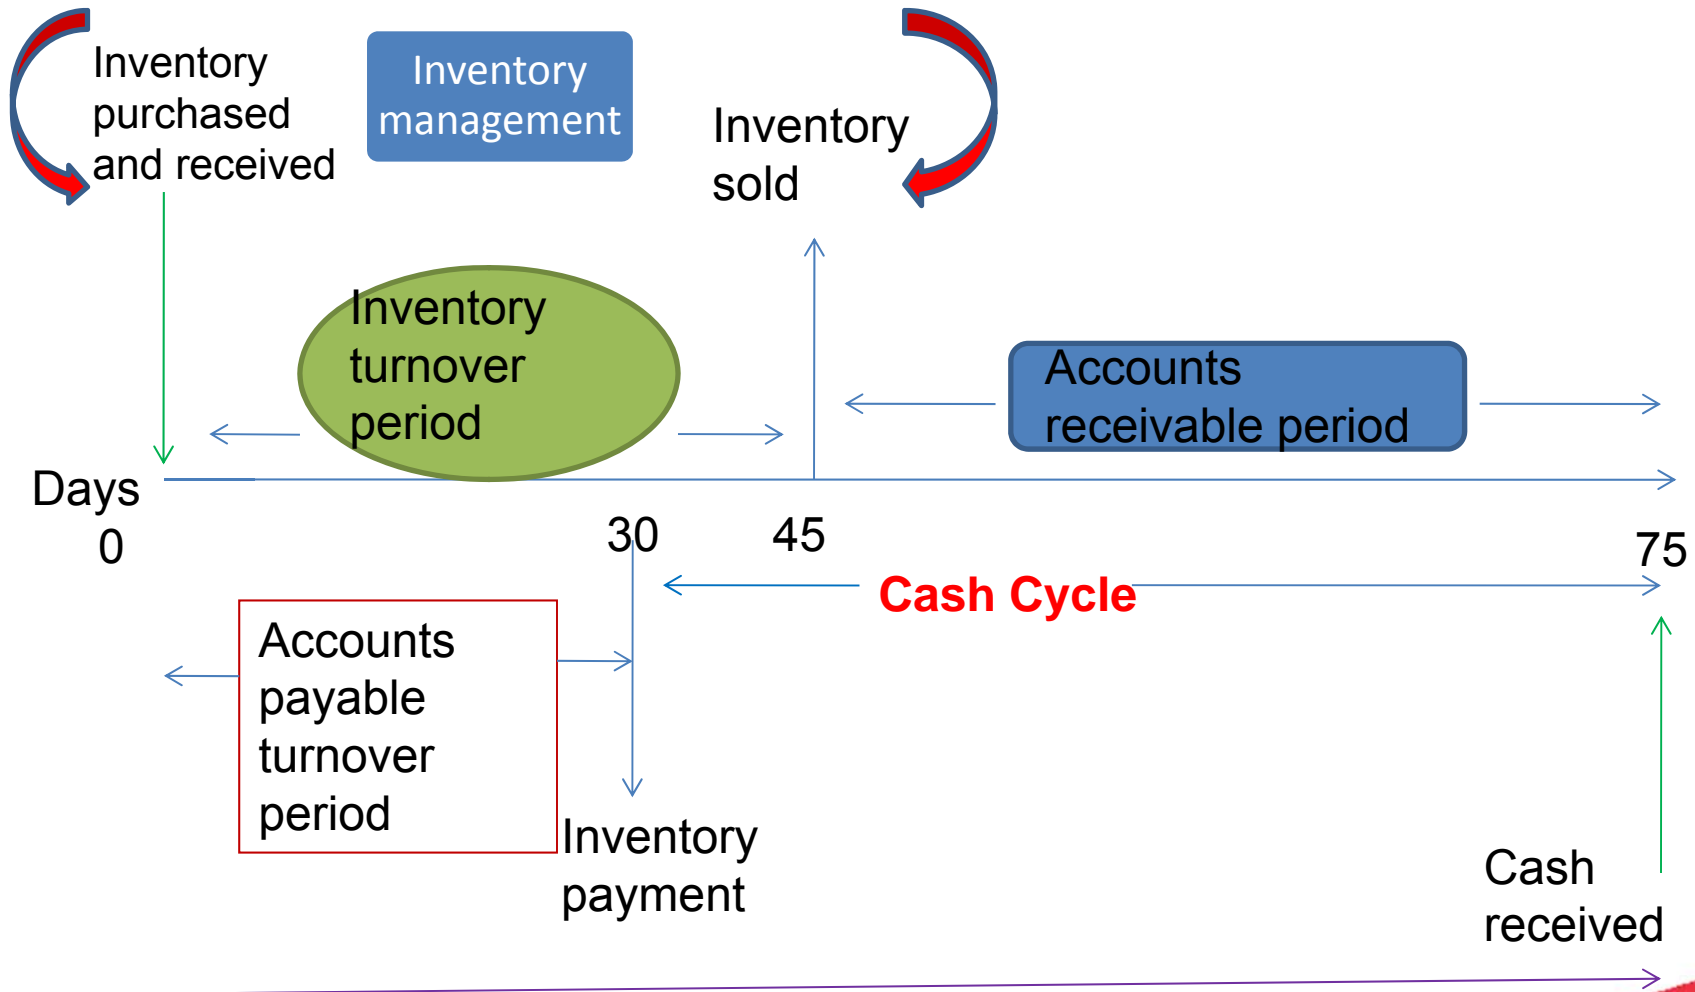 Inventory
purchased
and received
Inventory
management
Inventory
sold
Inventory
turnover
period
Accounts
receivable period
Days
0
30
45
75
Cash Cycle
Accounts
payable
turnover
period
Inventory
payment
Cash
received